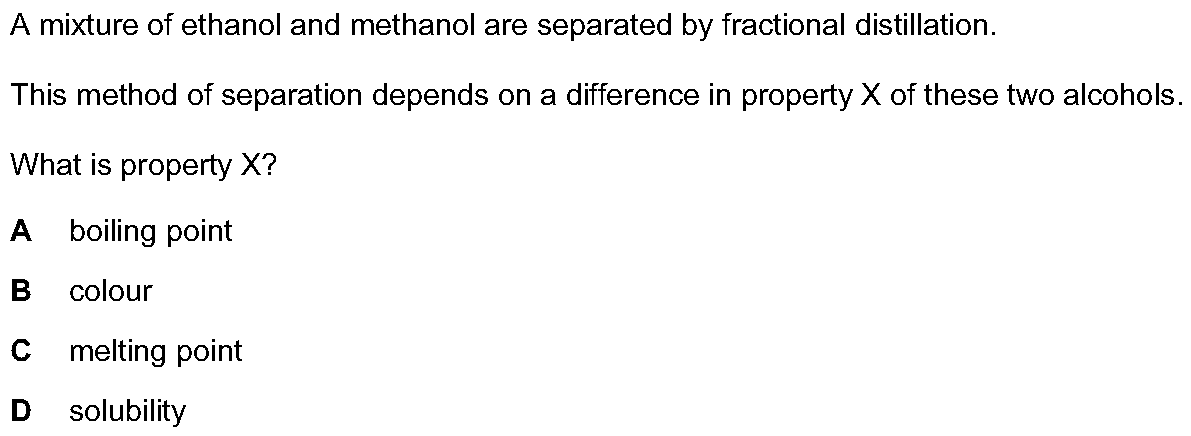 A mixture of ethanol and methanol are separated by fractional distillation.
This method of separation depends on a difference in property X of these two alcohols.
What is property X?
A boiling point
B colour
C melting point
D solubility